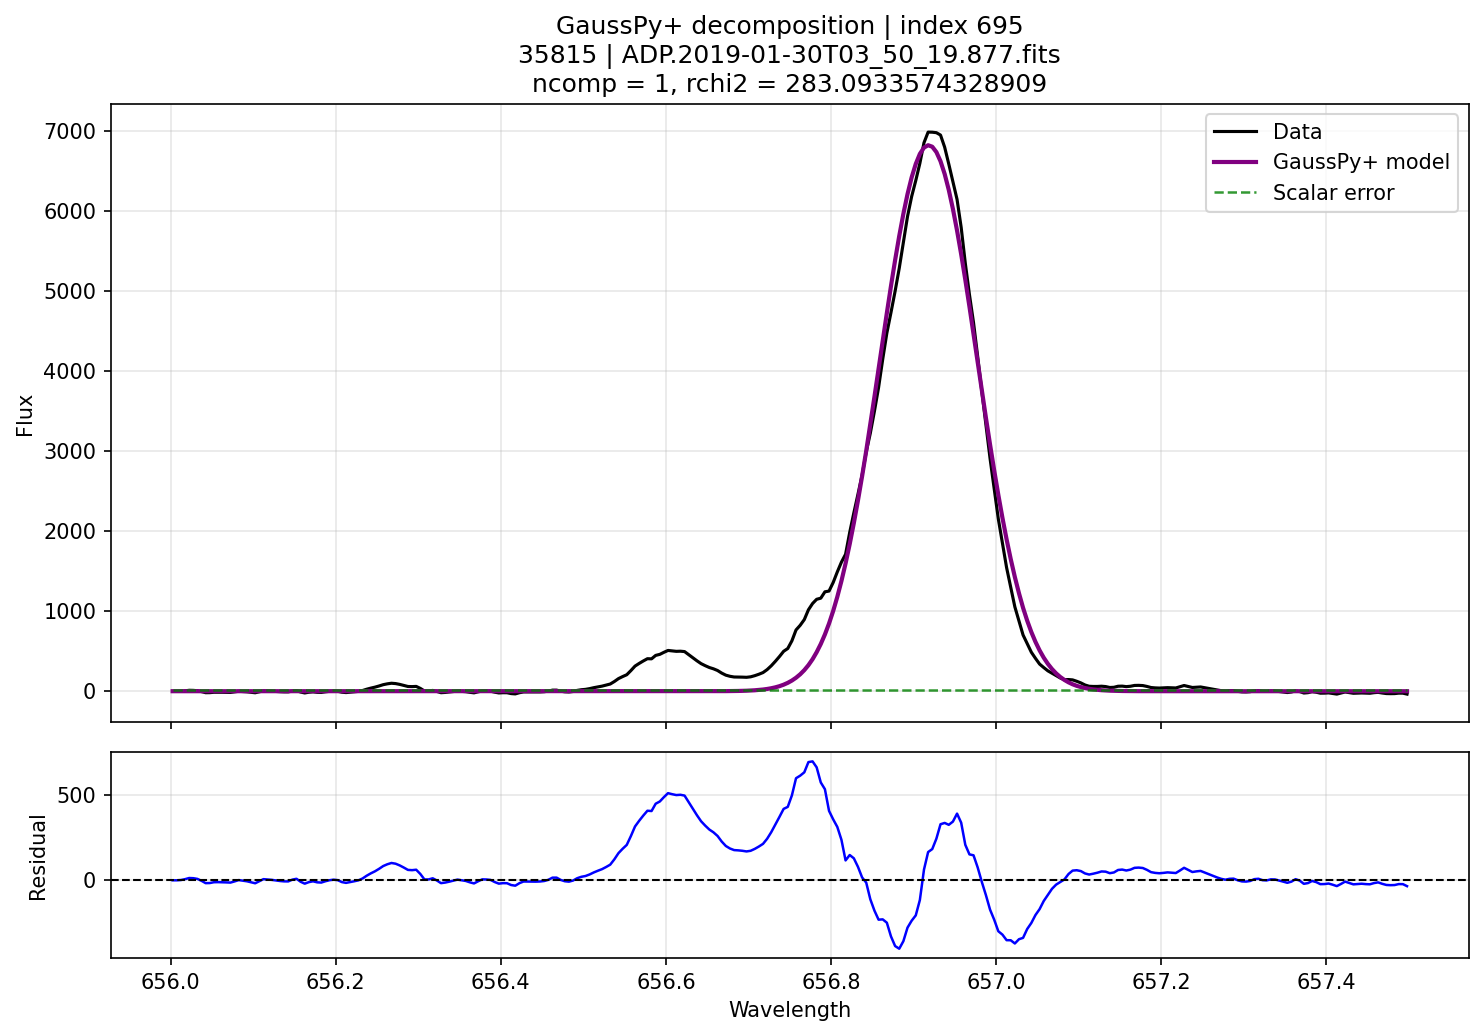 GaussPy+ decomposition | index 695
35815 | ADP.2019-01-30T03_50_19.877.fits
ncomp = 1, rchi2 = 283.0933574328909
Data
GaussPy+ model
Scalar error
7000
6000
5000
4000
3000
2000
1000
0
Flux
500
0
Residual
656.0 656.2 656.4 656.6 656.8 657.0 657.2 657.4
Wavelength